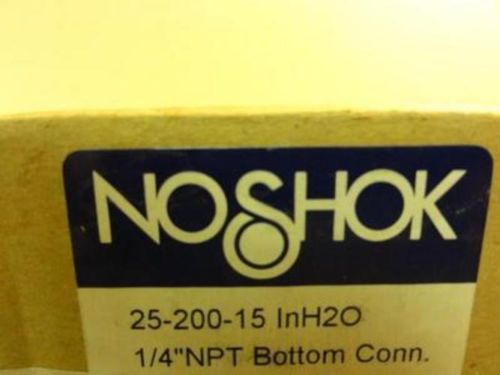 NOSHOK
25-200-15 InH2O
1/4"NPT Bottom Conn.